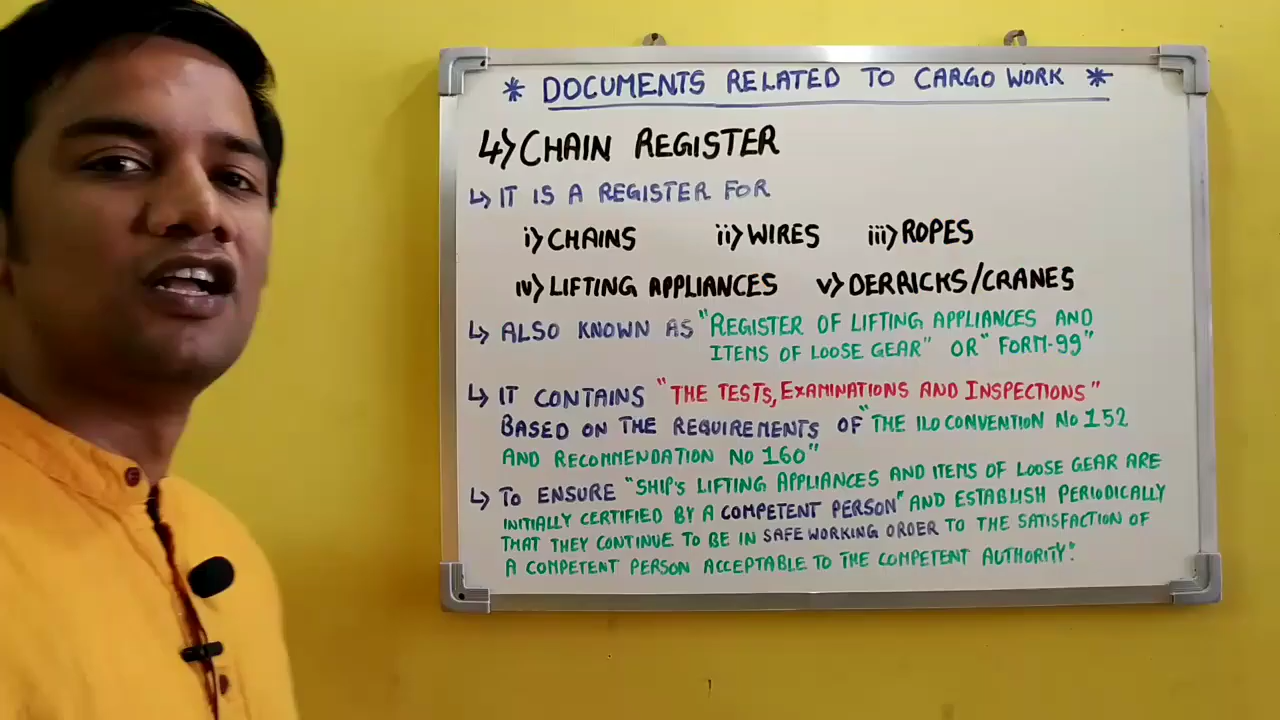 * DOCUMENTS RELATED TO CARGO WORK *
4> CHAIN REGISTER
↳ IT IS A REGISTER FOR
i> CHAINS ii> WIRES iii> ROPES
iv> LIFTING APPLIANCES v> DERRICKS/CRANES
↳ ALSO KNOWN AS "REGISTER OF LIFTING APPLIANCES AND
ITEMS OF LOOSE GEAR" OR "FORM-99"
↳ IT CONTAINS "THE TESTS, EXAMINATIONS AND INSPECTIONS"
BASED ON THE REQUIREMENTS OF "THE ILO CONVENTION NO 152
AND RECOMMENDATION NO 160"
↳ TO ENSURE "SHIP'S LIFTING APPLIANCES AND ITEMS OF LOOSE GEAR ARE
INITIALLY CERTIFIED BY A COMPETENT PERSON" AND ESTABLISH PERIODICALLY
THAT THEY CONTINUE TO BE IN SAFE WORKING ORDER TO THE SATISFACTION OF
A COMPETENT PERSON ACCEPTABLE TO THE COMPETENT AUTHORITY."